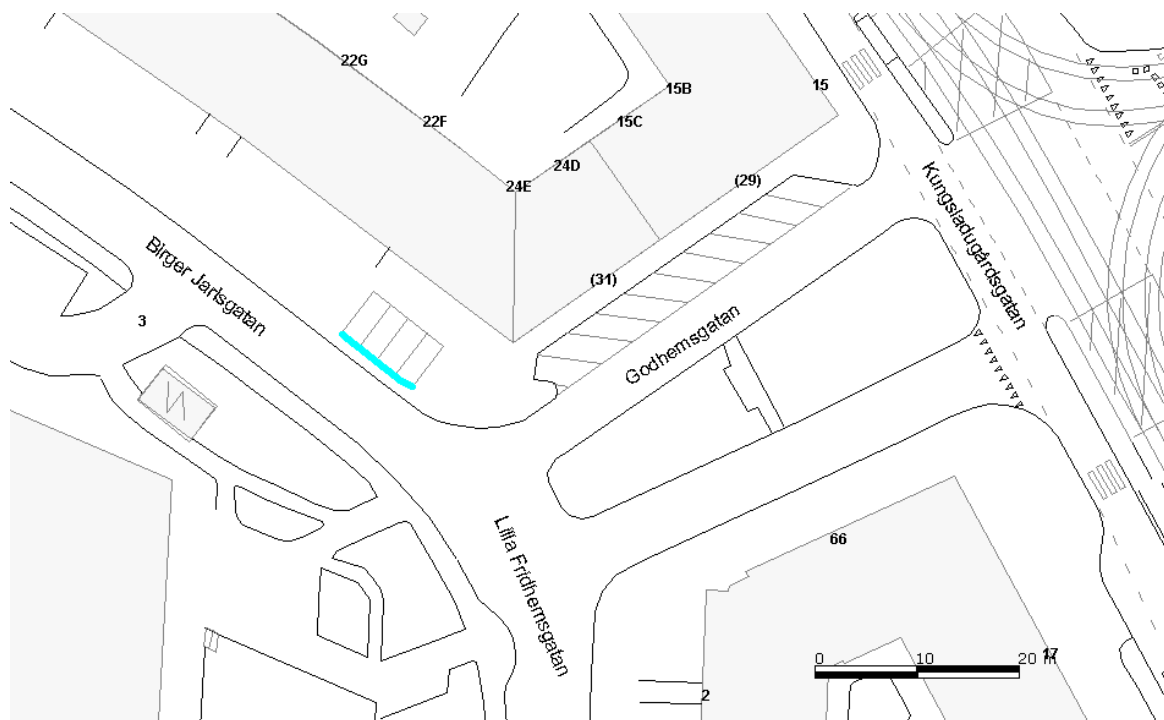 22G
15B
15
22F
15C
24D
24E
(29)
Kungsladugårdsgatan
Birger Jarlsgatan
(31)
3
Godhemsgatan
Lilla Fridhemsgatan
66
17
0 10 20 m
2